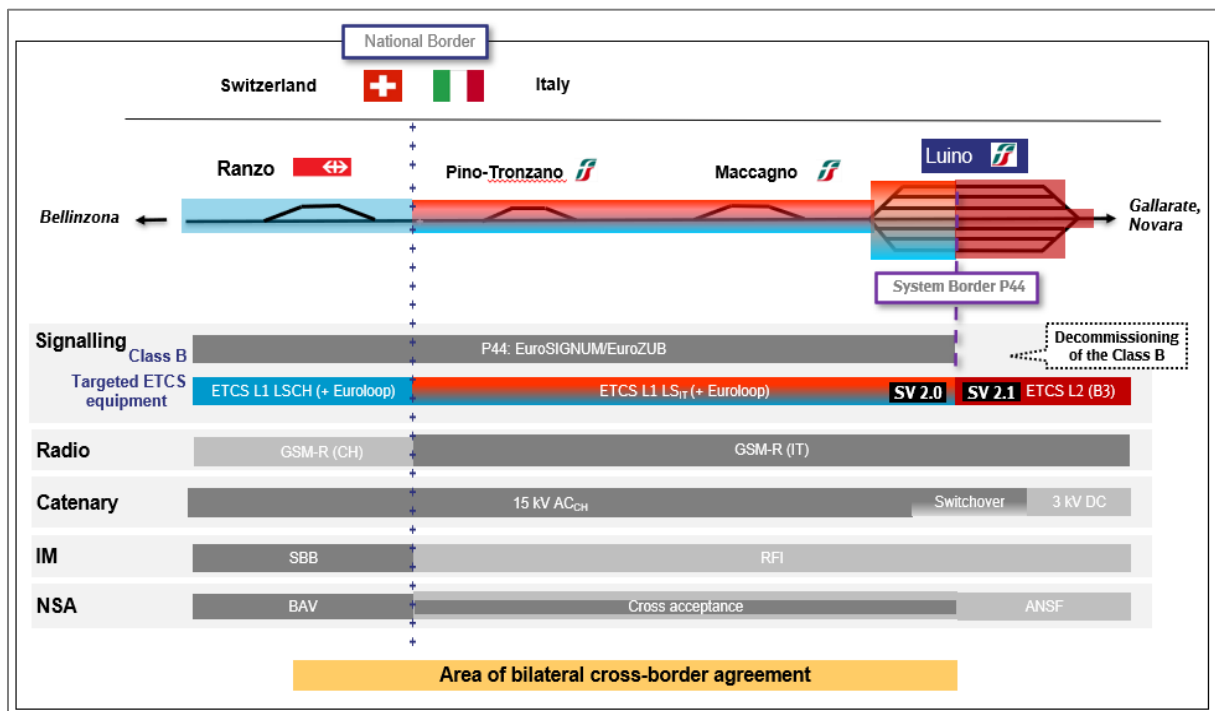 National Border
Switzerland
Italy
Ranzo
Pino-Tronzano
Maccagno
Luino
Bellinzona
Gallarate,
Novara
System Border P44
Signalling
Class B
P44: EuroSIGNUM/EuroZUB
Decommissioning
of the Class B
Targeted ETCS
equipment
ETCS L1 LSCH (+ Euroloop)
ETCS L1 LSIT (+ Euroloop)
SV 2.0
SV 2.1
ETCS L2 (B3)
Radio
GSM-R (CH)
GSM-R (IT)
Catenary
15 kV ACCH
Switchover
3 kV DC
IM
SBB
RFI
NSA
BAV
Cross acceptance
ANSF
Area of bilateral cross-border agreement